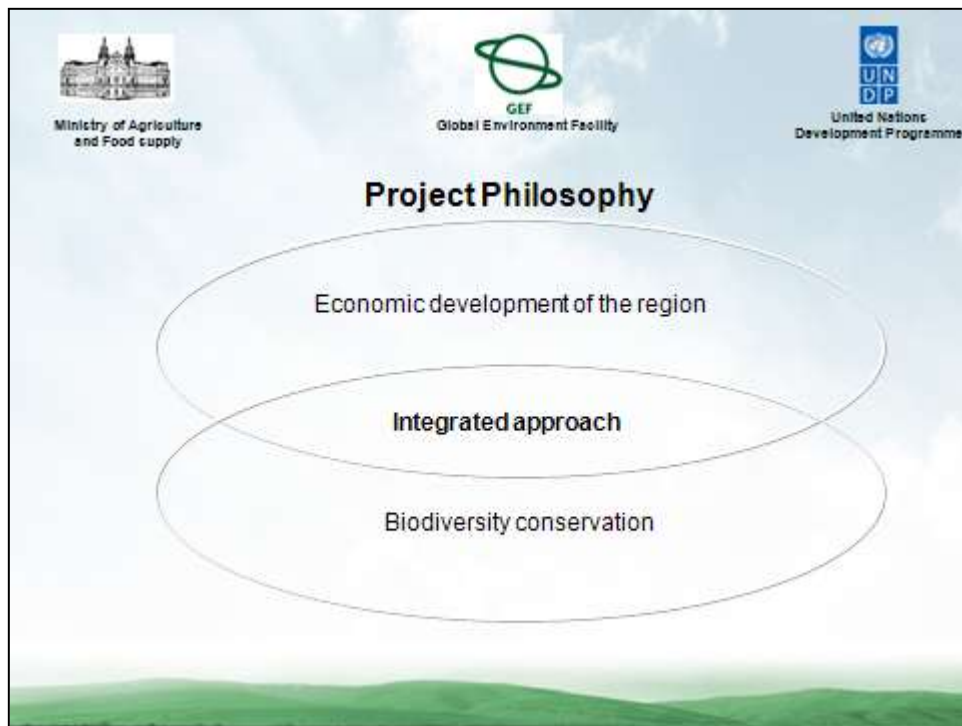 GEF
UN
DP
Ministry of Agriculture
and Food supply
Global Environment Facility
United Nations
Development Programme
Project Philosophy
Economic development of the region
Integrated approach
Biodiversity conservation